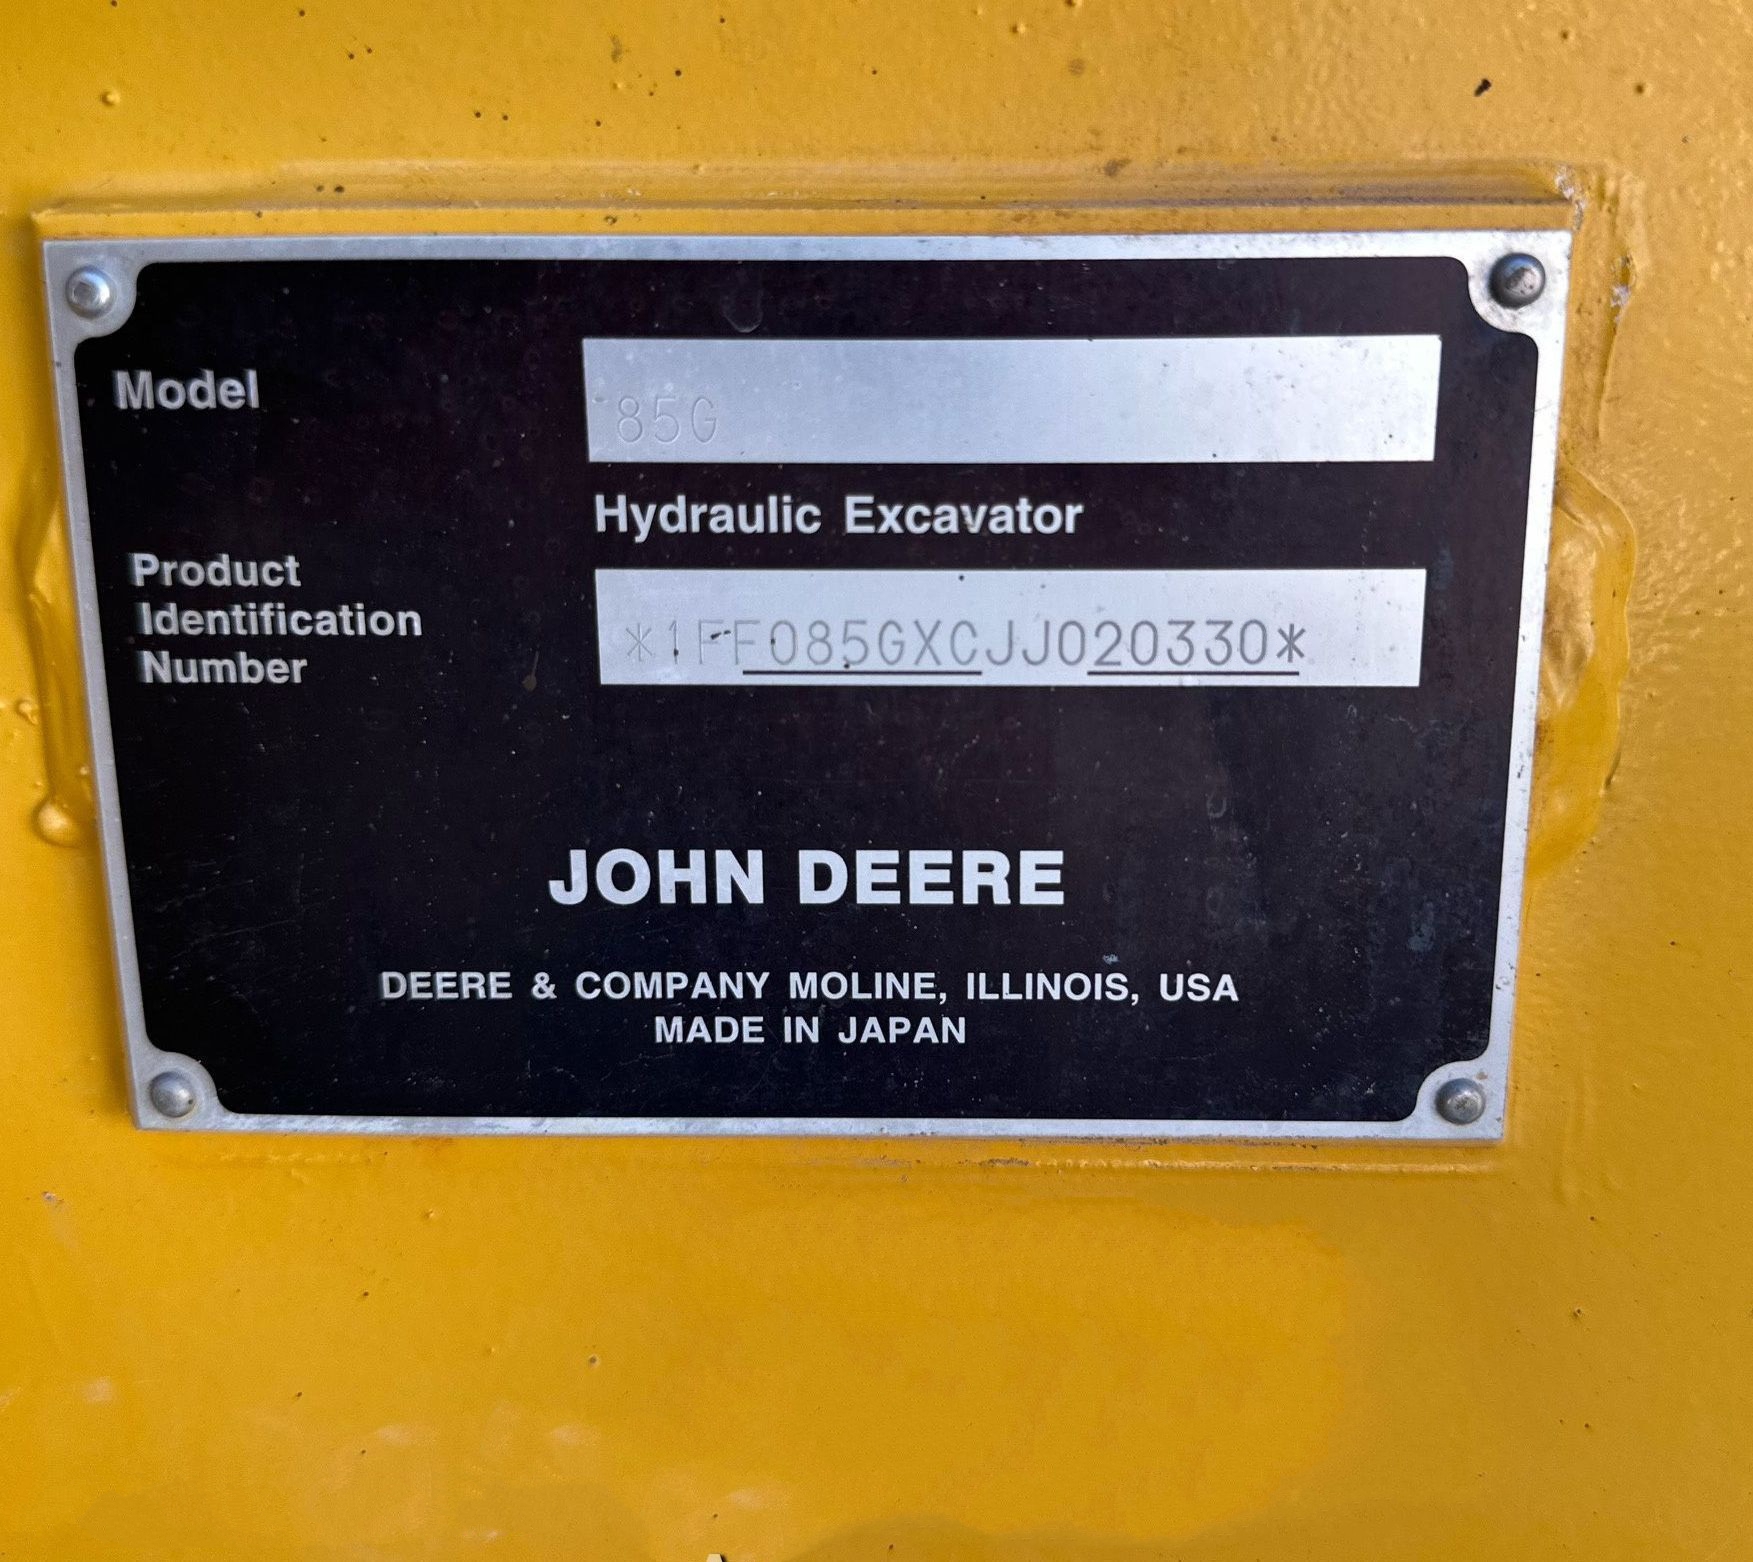 Model
85G
Hydraulic Excavator
Product
Identification
Number
*1FF085GXCJJ020330*
JOHN DEERE
DEERE & COMPANY MOLINE, ILLINOIS, USA
MADE IN JAPAN